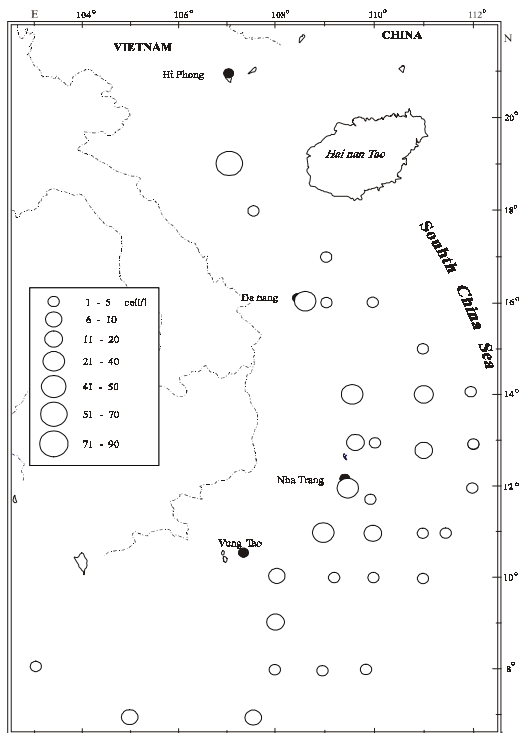 E 104° 106° 108° 110° 112°
VIETNAM CHINA N
Hi Phong
20°
Hai nan Tao
18°
Souhth China Sea
Da nang
16°
1 - 5 cell/l
6 - 10
11 - 20
21 - 40
41 - 50
51 - 70
71 - 90
14°
Nha Trang
12°
Vung Tao
10°
8°